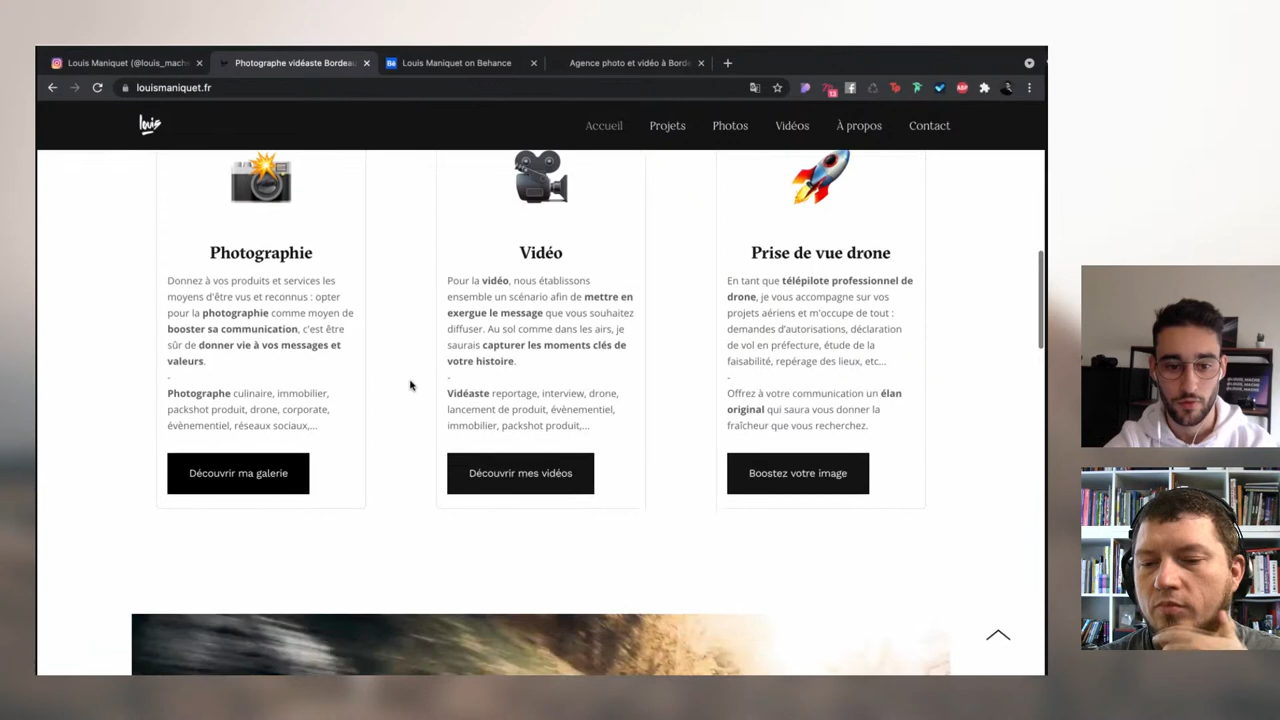 Louis Maniquet (@louis_mach
Photographe vidéaste Bordeau
Louis Maniquet on Behance
Agence photo et vidéo à Bord
louismaniquet.fr
louis
Accueil
Projets
Photos
Vidéos
À propos
Contact
Photographie
Donnez à vos produits et services les
moyens d'être vus et reconnus : opter
pour la photographie comme moyen de
booster sa communication, c'est être
sûr de donner vie à vos messages et
valeurs.
-
Photographe culinaire, immobilier,
packshot produit, drone, corporate,
évènementiel, réseaux sociaux,...
Découvrir ma galerie
Vidéo
Pour la vidéo, nous établissons
ensemble un scénario afin de mettre en
exergue le message que vous souhaitez
diffuser. Au sol comme dans les airs, je
saurais capturer les moments clés de
votre histoire.
-
Vidéaste reportage, interview, drone,
lancement de produit, évènementiel,
immobilier, packshot produit,...
Découvrir mes vidéos
Prise de vue drone
En tant que télépilote professionnel de
drone, je vous accompagne sur vos
projets aériens et m'occupe de tout :
demandes d'autorisations, déclaration
de vol en préfecture, étude de la
faisabilité, repérage des lieux, etc...
-
Offrez à votre communication un élan
original qui saura vous donner la
fraîcheur que vous recherchez.
Boostez votre image